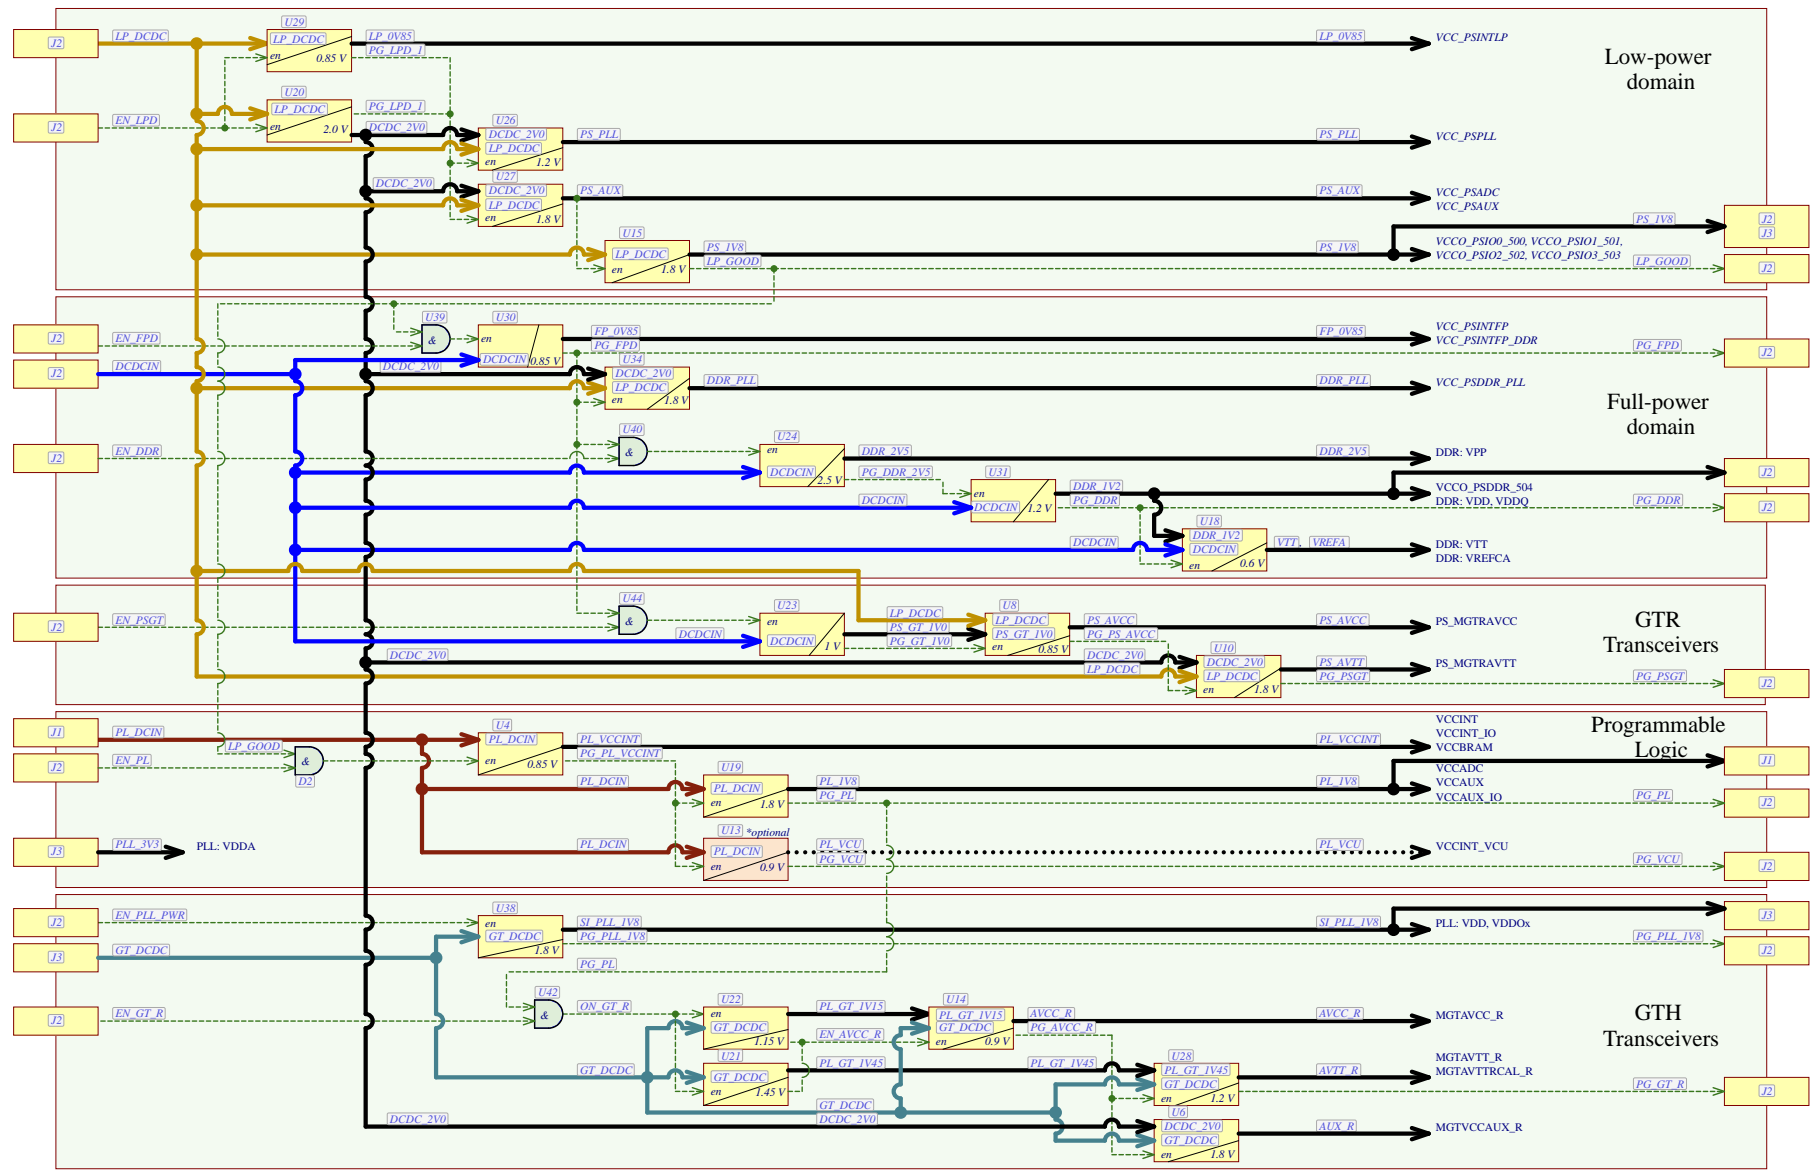 U29
J2 LP_DCDC LP_DCDC LP_0V85 LP_0V85 VCC_PSINTLP
en 0.85 V PG_LPD_1
Low-power
domain
U20
LP_DCDC PG_LPD_1
J2 EN_LPD en 2.0 V DCDC_2V0
U26
DCDC_2V0 PS_PLL PS_PLL VCC_PSPLL
LP_DCDC
en 1.2 V
U27
DCDC_2V0 DCDC_2V0 PS_AUX PS_AUX VCC_PSADC
LP_DCDC VCC_PSAUX
en 1.8 V
U15
PS_1V8 J2
J3
LP_DCDC PS_1V8 PS_1V8 VCCO_PSIO0_500, VCCO_PSIO1_501,
VCCO_PSIO2_502, VCCO_PSIO3_503
en 1.8 V LP_GOOD LP_GOOD J2
U39 U30
J2 EN_FPD & en FP_0V85 FP_0V85 VCC_PSINTFP
VCC_PSINTFP_DDR
DCDCIN 0.85 V PG_FPD PG_FPD J2
J2 DCDCIN DCDC_2V0 U34
DCDC_2V0 DDR_PLL DDR_PLL VCC_PSDDR_PLL
LP_DCDC
en 1.8 V
Full-power
domain
U40 U24
J2 EN_DDR & en DDR_2V5 DDR_2V5 DDR: VPP
DCDCIN 2.5 V PG_DDR_2V5 U31 J2
en DDR_1V2 VCCO_PSDDR_504
DCDCIN DCDCIN 1.2 V PG_DDR DDR: VDD, VDDQ PG_DDR J2
U18
DDR_1V2
DCDCIN DCDCIN VTT, VREFA DDR: VTT
en 0.6 V DDR: VREFCA
U44 U23 U8
J2 EN_PSGT & en LP_DCDC LP_DCDC PS_AVCC PS_AVCC PS_MGTRAVCC
DCDCIN DCDCIN 1 V PS_GT_1V0 PS_GT_1V0 PG_PS_AVCC
PG_GT_1V0 en 0.85 V
GTR
Transceivers
U10
DCDC_2V0 DCDC_2V0 DCDC_2V0 PS_AVTT PS_AVTT PS_MGTRAVTT
LP_DCDC LP_DCDC PG_PSGT PG_PSGT J2
en 1.8 V
U4
J1 PL_DCIN PL_DCIN PL_VCCINT PL_VCCINT VCCINT
VCCINT_IO
VCCBRAM
LP_GOOD en 0.85 V PG_PL_VCCINT
J2 EN_PL & D2
Programmable
Logic
U19
J1
PL_DCIN PL_DCIN PL_1V8 PL_1V8 VCCADC
VCCAUX
VCCAUX_IO
en 1.8 V PG_PL PG_PL J2
U13 *optional
J3 PLL_3V3 PLL: VDDA PL_DCIN PL_DCIN PL_VCU PL_VCU VCCINT_VCU
en 0.9 V PG_VCU PG_VCU J2
U38
J2 EN_PLL_PWR en SI_PLL_1V8 SI_PLL_1V8 PLL: VDD, VDDOx J3
J3 GT_DCDC GT_DCDC 1.8 V PG_PLL_1V8 PG_PLL_1V8 J2
PG_PL
U42 U22 U14
J2 EN_GT_R & ON_GT_R en PL_GT_1V15 PL_GT_1V15 AVCC_R AVCC_R MGTAVCC_R
GT_DCDC 1.15 V EN_AVCC_R GT_DCDC PG_AVCC_R
en 0.9 V
GTH
Transceivers
U21 U28
GT_DCDC GT_DCDC PL_GT_1V45 PL_GT_1V45 PL_GT_1V45 AVTT_R AVTT_R MGTAVTT_R
MGTAVTTRCAL_R
en 1.45 V GT_DCDC PG_GT_R J2
en 1.2 V
GT_DCDC U6
DCDC_2V0 DCDC_2V0 DCDC_2V0 AUX_R AUX_R MGTVCCAUX_R
GT_DCDC
en 1.8 V